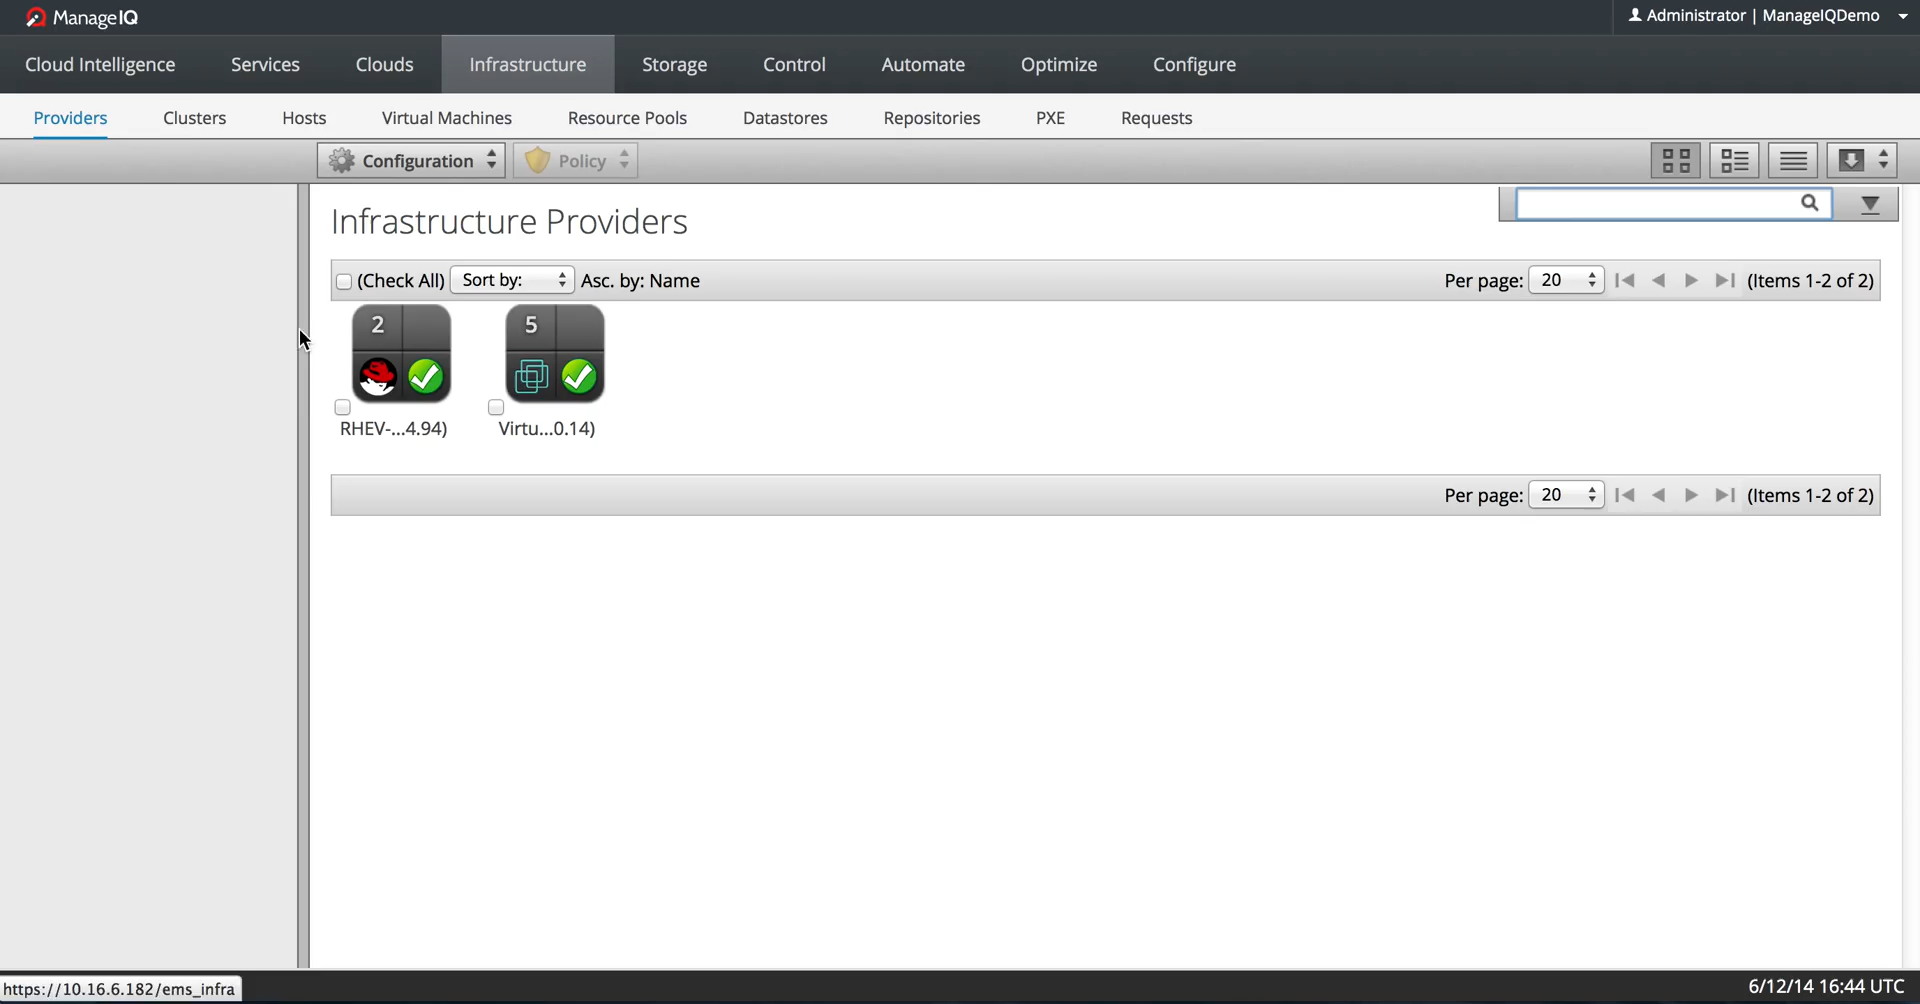 ManageIQ
Administrator | ManageIQDemo
Cloud Intelligence Services Clouds Infrastructure Storage Control Automate Optimize Configure
Providers Clusters Hosts Virtual Machines Resource Pools Datastores Repositories PXE Requests
Configuration Policy
Infrastructure Providers
(Check All) Sort by: Asc. by: Name Per page: 20 (Items 1-2 of 2)
2 5
RHEV-...4.94) Virtu...0.14)
Per page: 20 (Items 1-2 of 2)
https://10.16.6.182/ems_infra
6/12/14 16:44 UTC